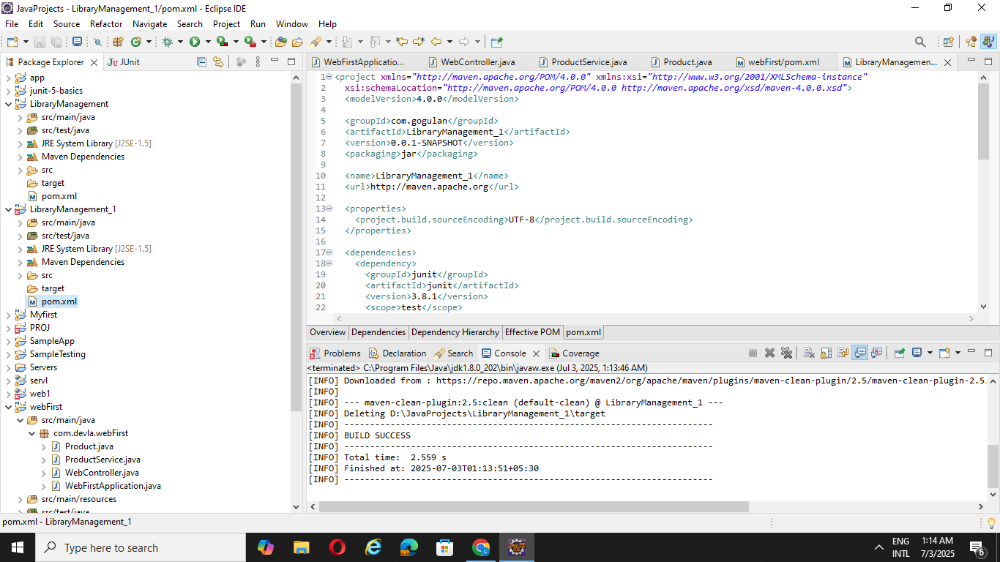 JavaProjects - LibraryManagement_1/pom.xml - Eclipse IDE
File Edit Source Refactor Navigate Search Project Run Window Help
Package Explorer
JUnit
app
junit-5-basics
LibraryManagement
src/main/java
src/test/java
JRE System Library [J2SE-1.5]
Maven Dependencies
src
target
pom.xml
LibraryManagement_1
src/main/java
src/test/java
JRE System Library [J2SE-1.5]
Maven Dependencies
src
target
pom.xml
Myfirst
PROJ
SampleApp
SampleTesting
Servers
servl
web1
webFirst
src/main/java
com.devla.webFirst
Product.java
ProductService.java
WebController.java
WebFirstApplication.java
src/main/resources
src/test/java
WebFirstApplicatio... WebController.java ProductService.java Product.java webFirst/pom.xml LibraryManagemen...
1 <project xmlns="http://maven.apache.org/POM/4.0.0" xmlns:xsi="http://www.w3.org/2001/XMLSchema-instance"
2 xsi:schemaLocation="http://maven.apache.org/POM/4.0.0 http://maven.apache.org/xsd/maven-4.0.0.xsd">
3 <modelVersion>4.0.0</modelVersion>
4
5 <groupId>com.gogulan</groupId>
6 <artifactId>LibraryManagement_1</artifactId>
7 <version>0.0.1-SNAPSHOT</version>
8 <packaging>jar</packaging>
9
10 <name>LibraryManagement_1</name>
11 <url>http://maven.apache.org</url>
12
13 <properties>
14 <project.build.sourceEncoding>UTF-8</project.build.sourceEncoding>
15 </properties>
16
17 <dependencies>
18 <dependency>
19 <groupId>junit</groupId>
20 <artifactId>junit</artifactId>
21 <version>3.8.1</version>
22 <scope>test</scope>
Overview Dependencies Dependency Hierarchy Effective POM pom.xml
Problems Declaration Search Console Coverage
<terminated> C:\Program Files\Java\jdk1.8.0_202\bin\javaw.exe (Jul 3, 2025, 1:13:46 AM)
[INFO] Downloaded from : https://repo.maven.apache.org/maven2/org/apache/maven/plugins/maven-clean-plugin/2.5/maven-clean-plugin-2.5.
[INFO]
[INFO] --- maven-clean-plugin:2.5:clean (default-clean) @ LibraryManagement_1 ---
[INFO] Deleting D:\JavaProjects\LibraryManagement_1\target
[INFO] ------------------------------------------------------------------------
[INFO] BUILD SUCCESS
[INFO] ------------------------------------------------------------------------
[INFO] Total time:  2.559 s
[INFO] Finished at: 2025-07-03T01:13:51+05:30
[INFO] ------------------------------------------------------------------------
pom.xml - LibraryManagement_1
Type here to search
ENG
INTL
1:14 AM
7/3/2025
6